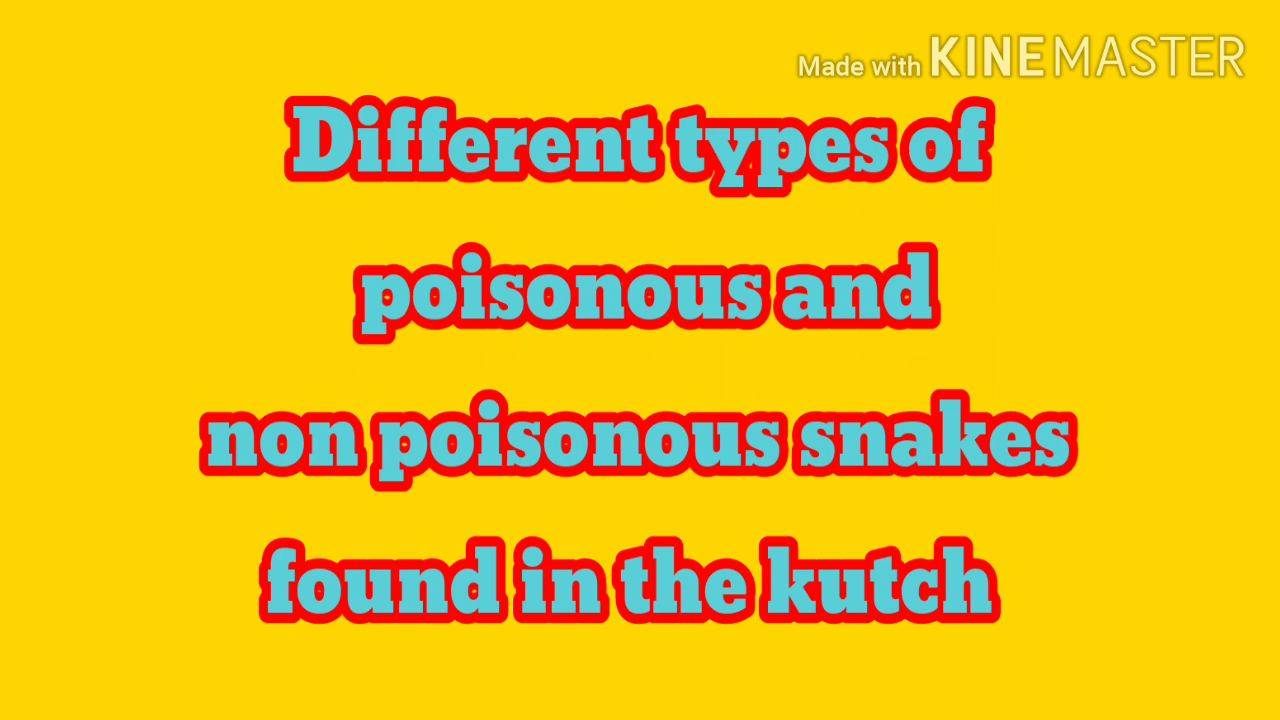 Made with KINEMASTER
Different types of
poisonous and
non poisonous snakes
found in the kutch